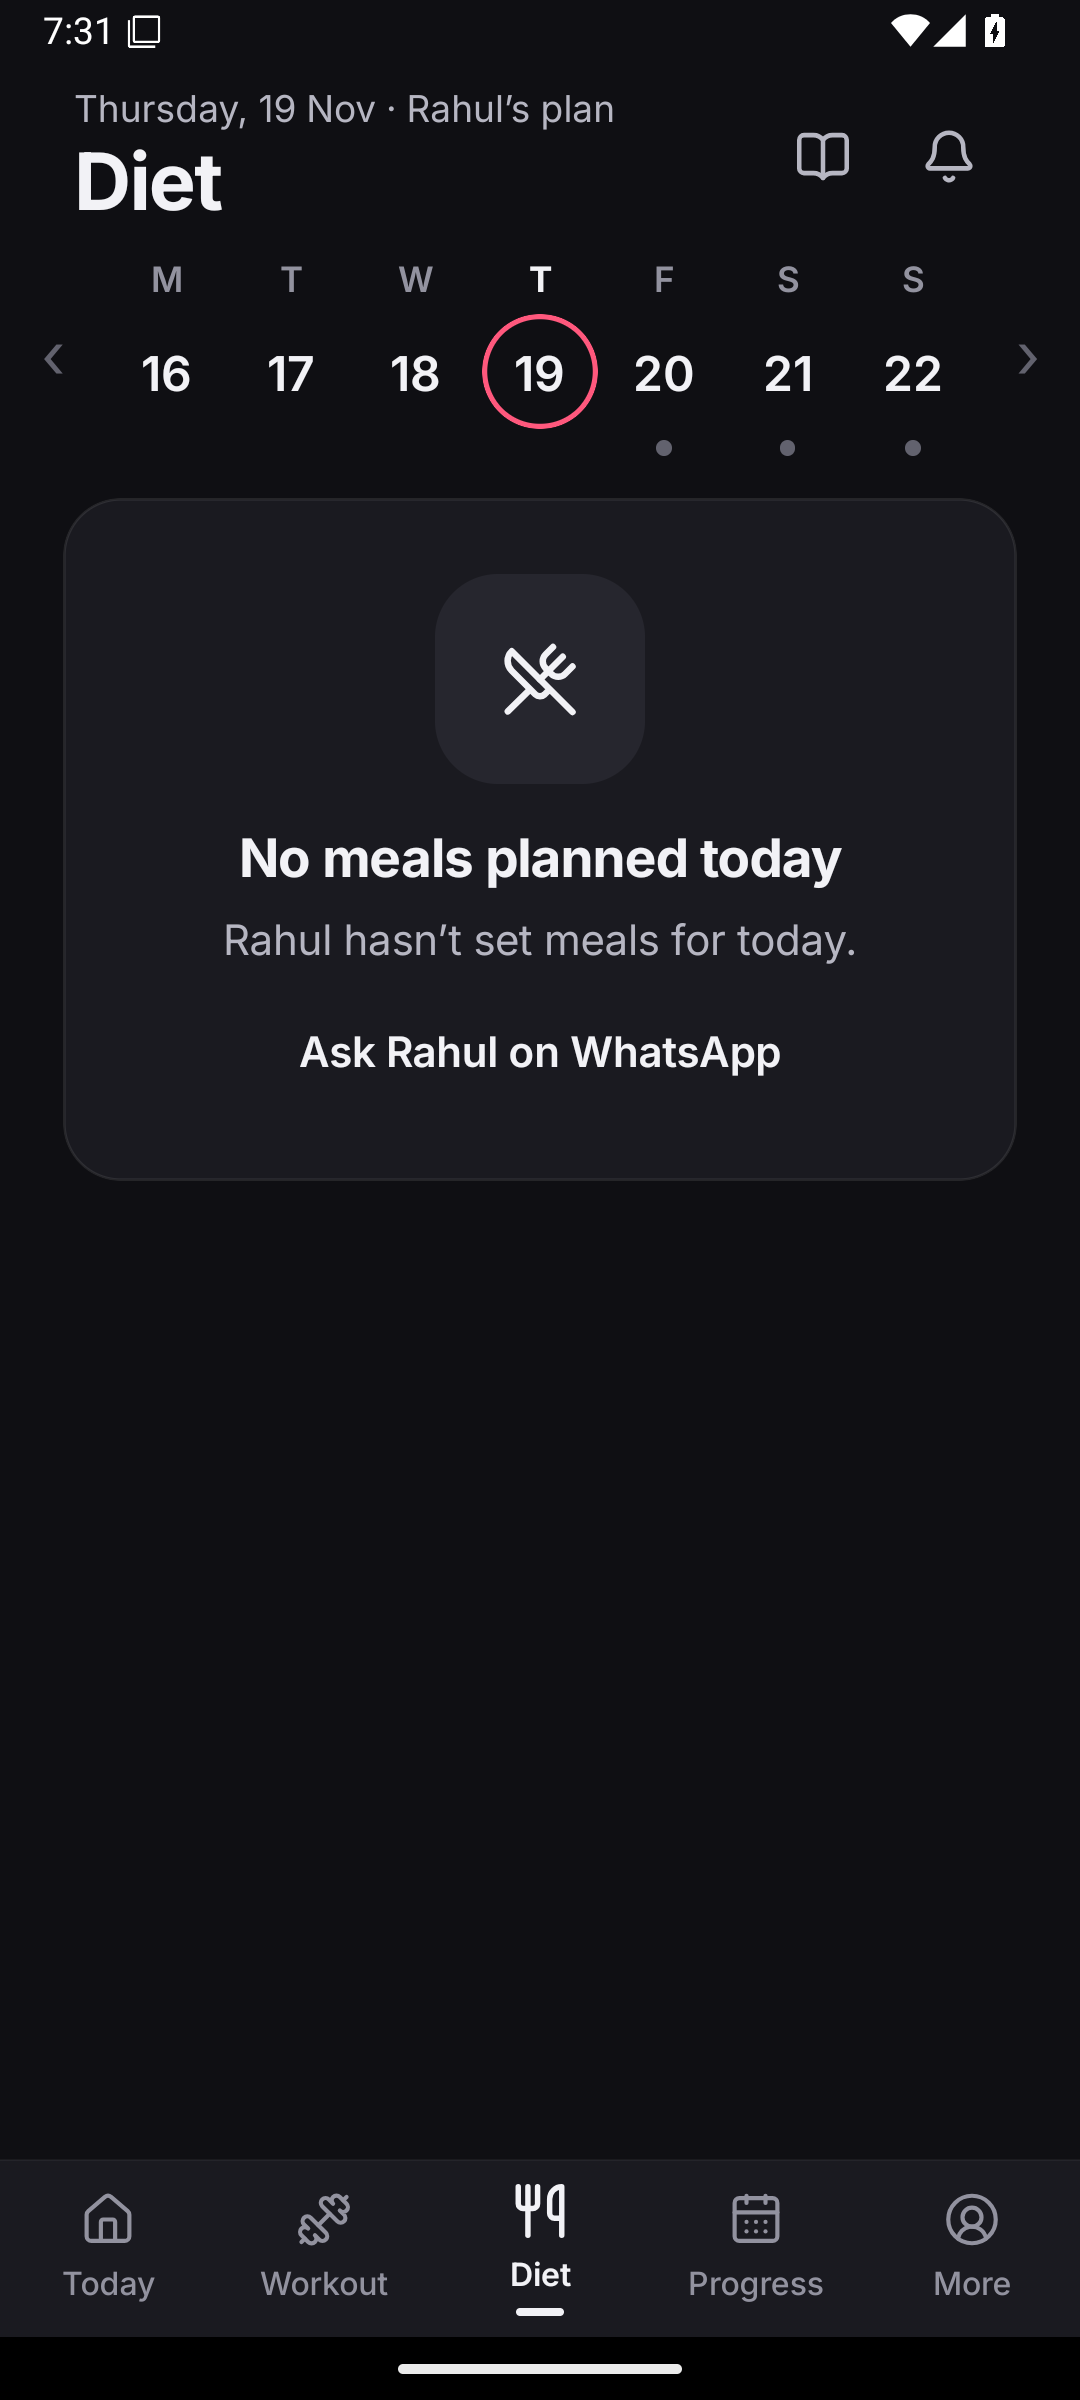 7:31
Thursday, 19 Nov · Rahul’s plan
Diet
M T W T F S S
‹ 16 17 18 19 20 21 22 ›
No meals planned today
Rahul hasn’t set meals for today.
Ask Rahul on WhatsApp
Today Workout Diet Progress More